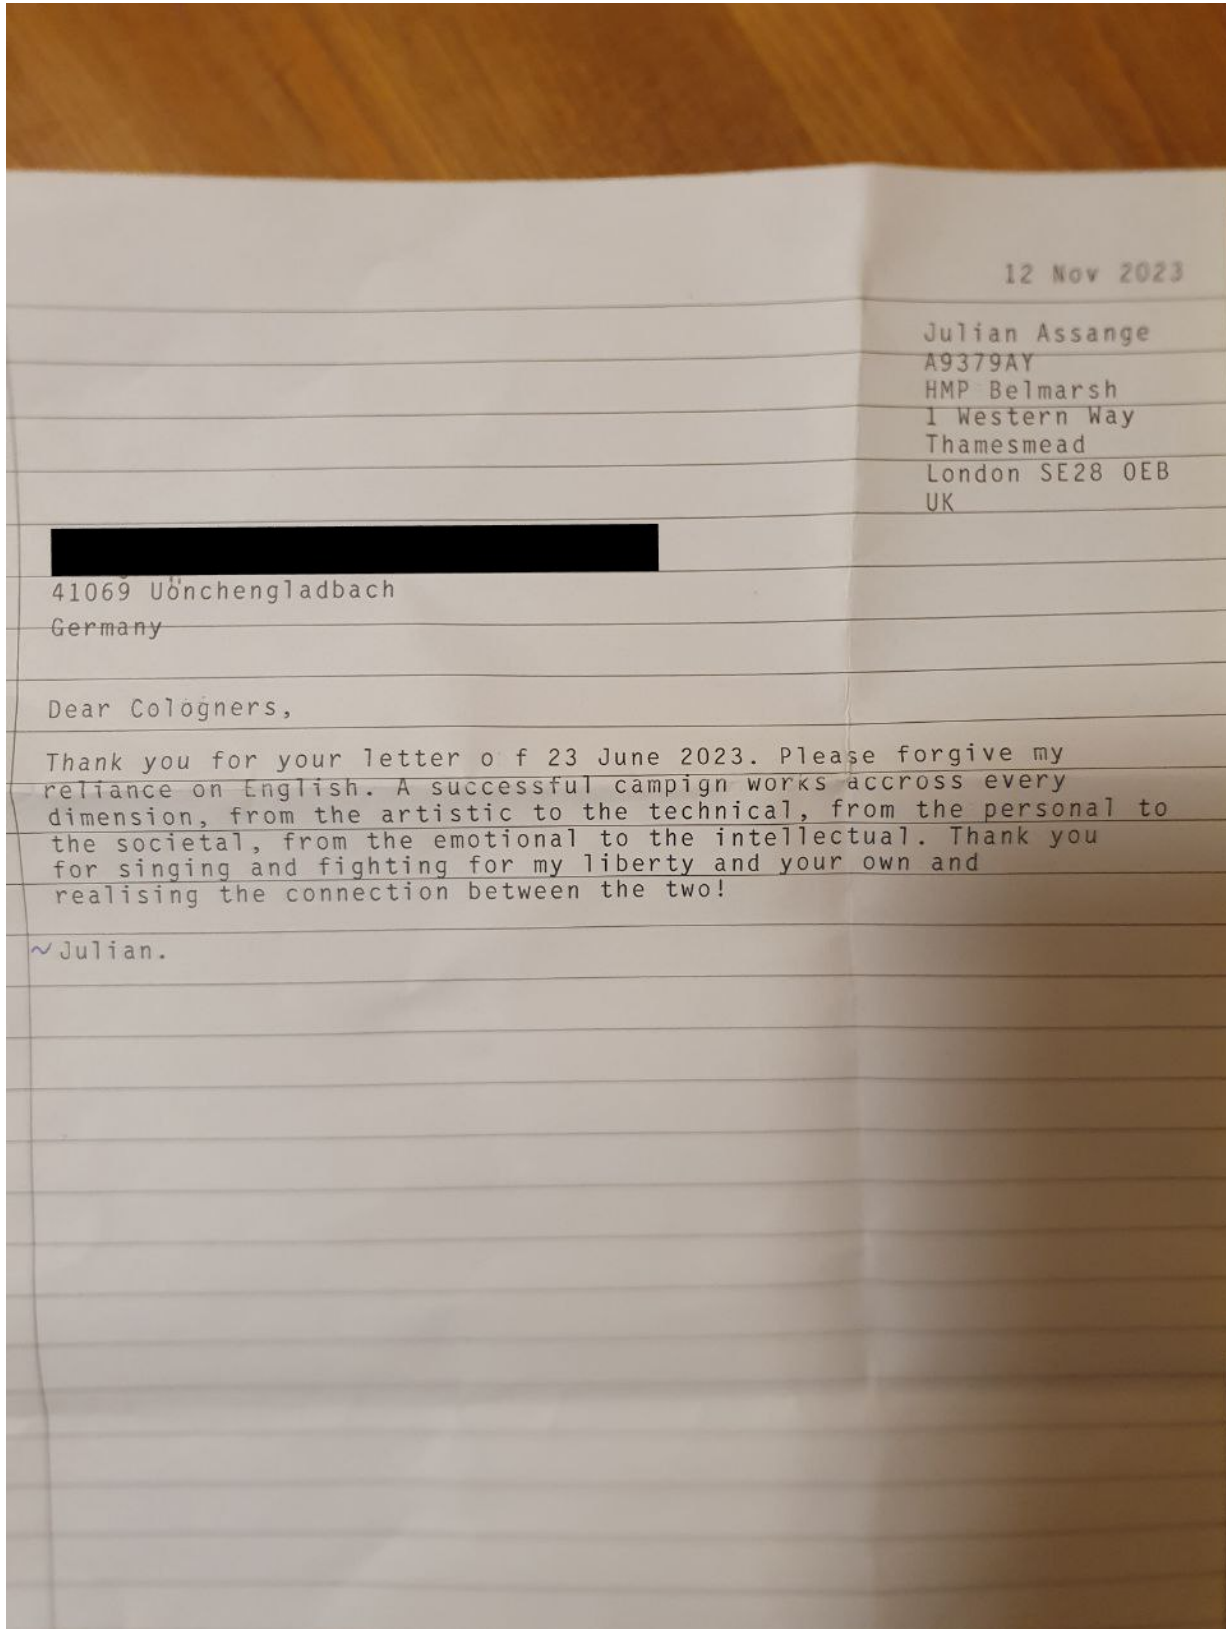 12 Nov 2023
Julian Assange
A9379AY
HMP Belmarsh
1 Western Way
Thamesmead
London SE28 0EB
UK
41069 Uönchengladbach
Germany
Dear Cologners,
Thank you for your letter o f 23 June 2023. Please forgive my
reliance on English. A successful campign works accross every
dimension, from the artistic to the technical, from the personal to
the societal, from the emotional to the intellectual. Thank you
for singing and fighting for my liberty and your own and
realising the connection between the two!
~Julian.